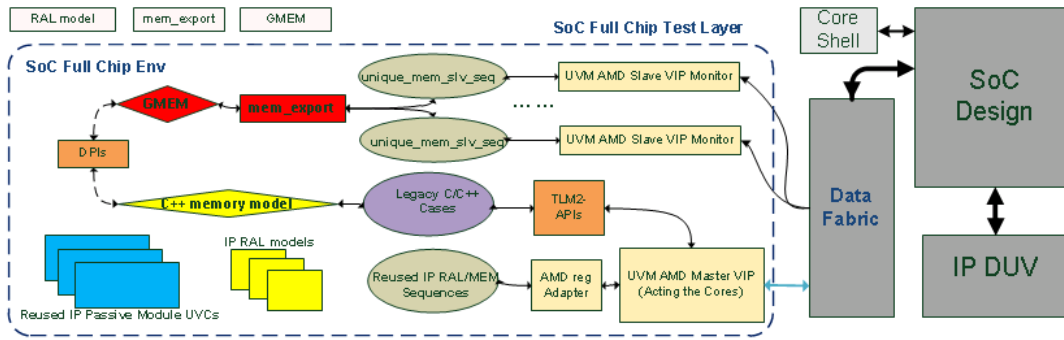 RAL model
mem_export
GMEM
SoC Full Chip Test Layer
SoC Full Chip Env
Core
Shell
SoC
Design
unique_mem_slv_seq
UVM AMD Slave VIP Monitor
GMEM
mem_export
... ...
DPIs
unique_mem_slv_seq
UVM AMD Slave VIP Monitor
C++ memory model
Legacy C/C++
Cases
TLM2-
APIs
Data
Fabric
IP RAL models
Reused IP RAL/MEM
Sequences
AMD reg
Adapter
UVM AMD Master VIP
(Acting the Cores)
IP DUV
Reused IP Passive Module UVCs